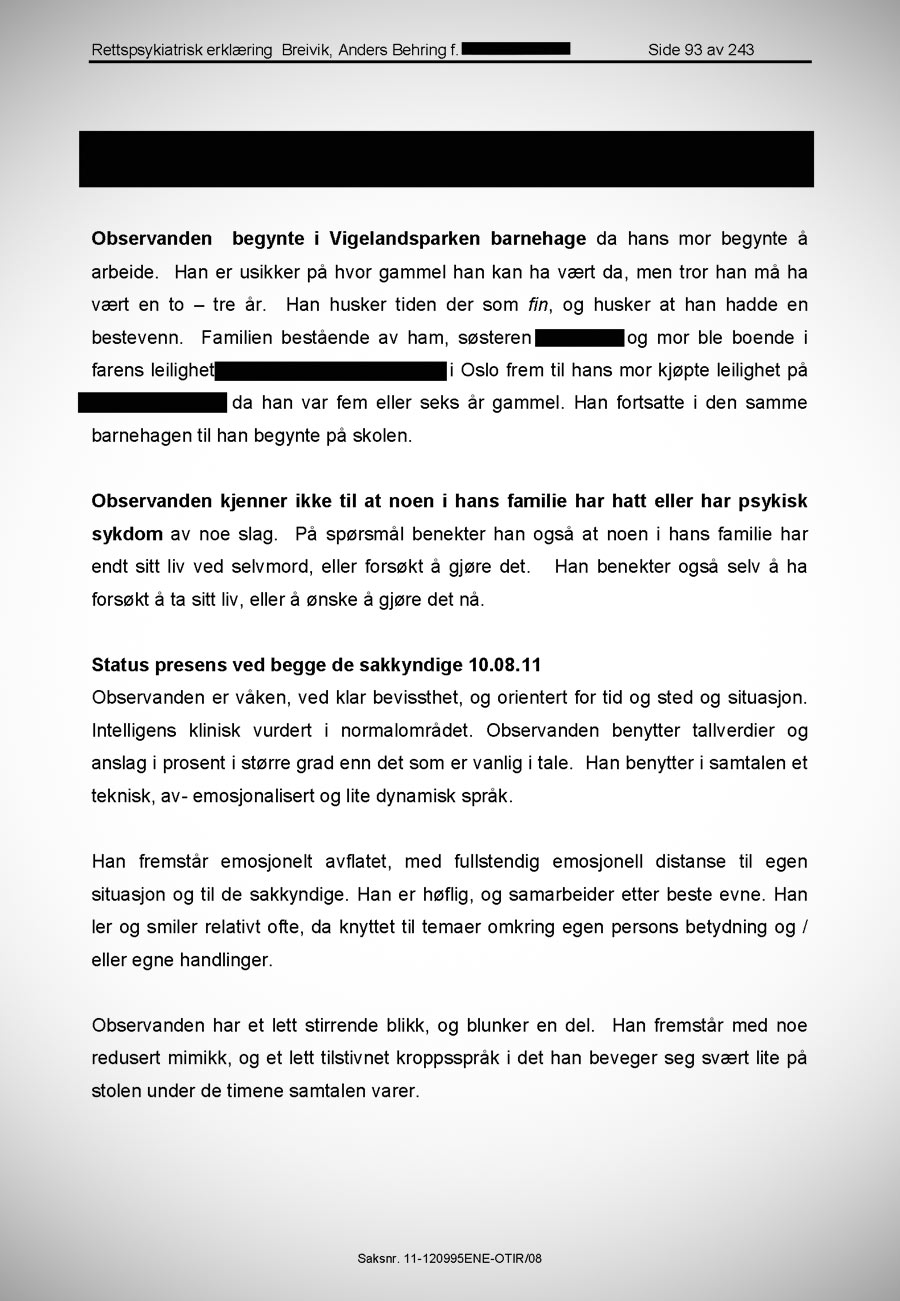 Rettspsykiatrisk erklæring Breivik, Anders Behring f. Side 93 av 243
Observanden begynte i Vigelandsparken barnehage da hans mor begynte å
arbeide. Han er usikker på hvor gammel han kan ha vært da, men tror han må ha
vært en to – tre år. Han husker tiden der som fin, og husker at han hadde en
bestevenn. Familien bestående av ham, søsteren og mor ble boende i
farens leilighet i Oslo frem til hans mor kjøpte leilighet på
da han var fem eller seks år gammel. Han fortsatte i den samme
barnehagen til han begynte på skolen.
Observanden kjenner ikke til at noen i hans familie har hatt eller har psykisk
sykdom av noe slag. På spørsmål benekter han også at noen i hans familie har
endt sitt liv ved selvmord, eller forsøkt å gjøre det. Han benekter også selv å ha
forsøkt å ta sitt liv, eller å ønske å gjøre det nå.
Status presens ved begge de sakkyndige 10.08.11
Observanden er våken, ved klar bevissthet, og orientert for tid og sted og situasjon.
Intelligens klinisk vurdert i normalområdet. Observanden benytter tallverdier og
anslag i prosent i større grad enn det som er vanlig i tale. Han benytter i samtalen et
teknisk, av- emosjonalisert og lite dynamisk språk.
Han fremstår emosjonelt avflatet, med fullstendig emosjonell distanse til egen
situasjon og til de sakkyndige. Han er høflig, og samarbeider etter beste evne. Han
ler og smiler relativt ofte, da knyttet til temaer omkring egen persons betydning og /
eller egne handlinger.
Observanden har et lett stirrende blikk, og blunker en del. Han fremstår med noe
redusert mimikk, og et lett tilstivnet kroppsspråk i det han beveger seg svært lite på
stolen under de timene samtalen varer.
Saksnr. 11-120995ENE-OTIR/08